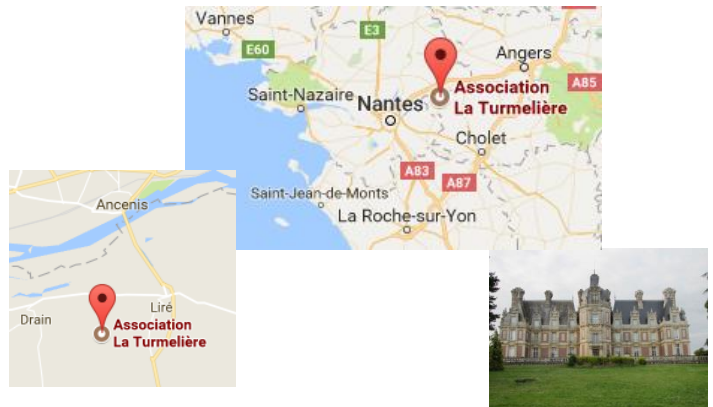 Vannes
E3
E60
Angers
A85
Association
La Turmelière
Saint-Nazaire
Nantes
Cholet
A83
A87
Saint-Jean-de-Monts
La Roche-sur-Yon
Ancenis
Liré
Drain
Association
La Turmelière